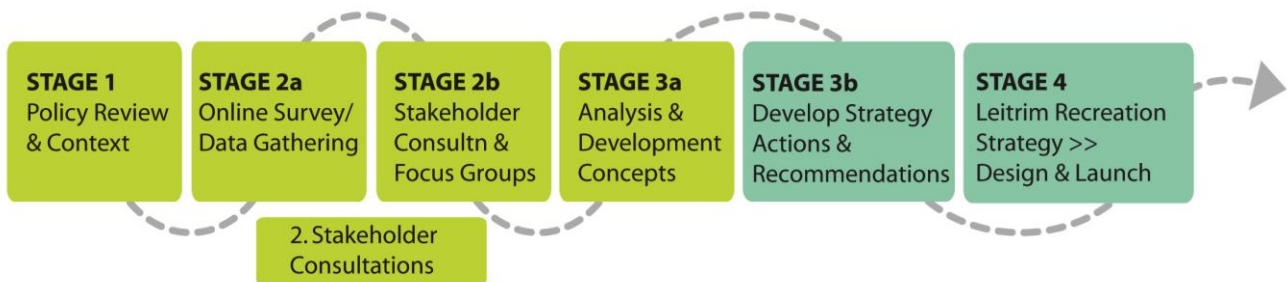 STAGE 1
Policy Review
& Context
STAGE 2a
Online Survey/
Data Gathering
STAGE 2b
Stakeholder
Consultn &
Focus Groups
STAGE 3a
Analysis &
Development
Concepts
STAGE 3b
Develop Strategy
Actions &
Recommendations
STAGE 4
Leitrim Recreation
Strategy >>
Design & Launch
2. Stakeholder
Consultations